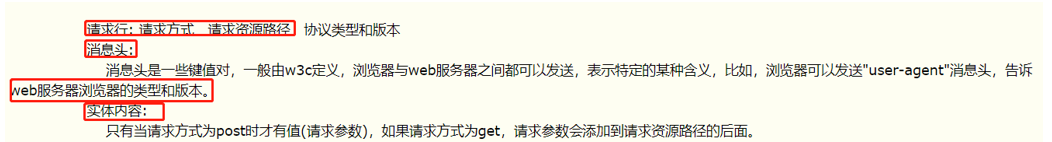 请求行：请求方式 请求资源路径 协议类型和版本
消息头：
消息头是一些键值对，一般由w3c定义，浏览器与web服务器之间都可以发送，表示特定的某种含义，比如，浏览器可以发送"user-agent"消息头，告诉
web服务器浏览器的类型和版本。
实体内容：
只有当请求方式为post时才有值(请求参数)，如果请求方式为get，请求参数会添加到请求资源路径的后面。